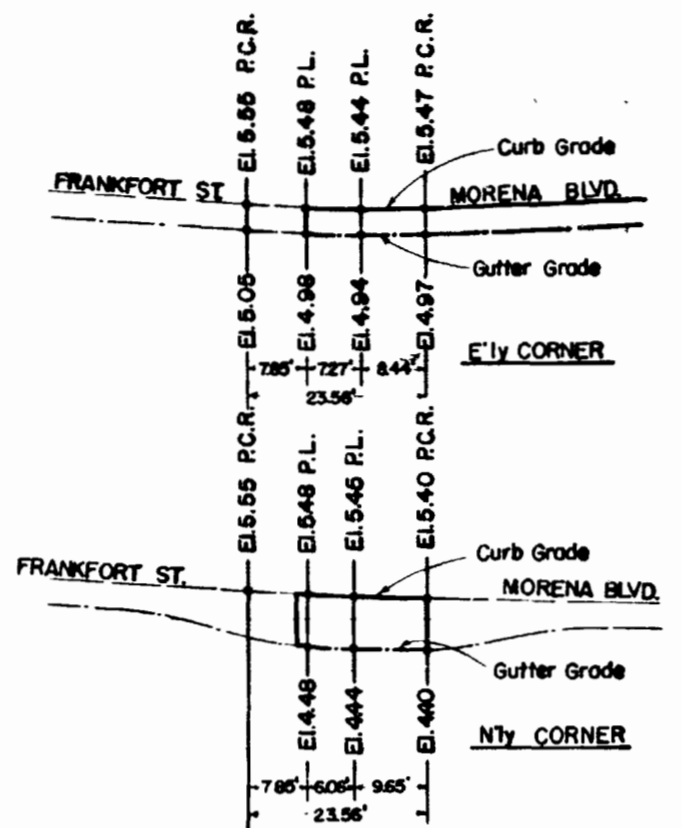 El. 5.55 P.C.R.
El. 5.48 P.L.
El. 5.44 P.L.
El. 5.47 P.C.R.
Curb Grade
FRANKFORT ST.
MORENA BLVD.
Gutter Grade
El. 5.05
El. 4.98
El. 4.94
El. 4.97
E'ly CORNER
7.85' 7.27' 8.44'
23.56'
El. 5.55 P.C.R.
El. 5.48 P.L.
El. 5.45 P.L.
El. 5.40 P.C.R.
Curb Grade
FRANKFORT ST.
MORENA BLVD.
Gutter Grade
El. 4.48
El. 4.44
El. 4.40
N'ly CORNER
7.85' 6.06' 9.65'
23.56'